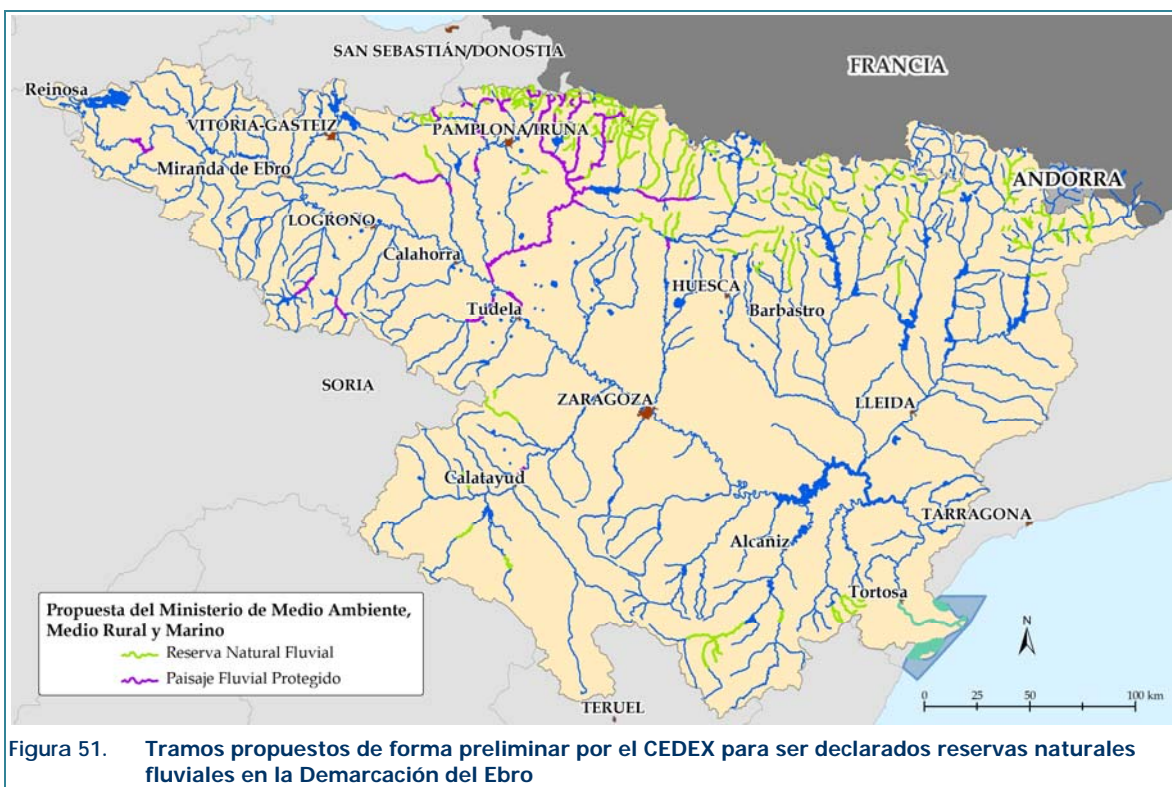 SAN SEBASTIÁN/DONOSTIA
FRANCIA
Reinosa
VITORIA-GASTEIZ
PAMPLONA/IRUÑA
Miranda de Ebro
ANDORRA
LOGROÑO
Calahorra
HUESCA
Tudela
Barbastro
SORIA
ZARAGOZA
LLEIDA
Calatayud
TARRAGONA
Alcañiz
Tortosa
Propuesta del Ministerio de Medio Ambiente,
Medio Rural y Marino
Reserva Natural Fluvial
Paisaje Fluvial Protegido
N
0 25 50 100 km
TERUEL
Figura 51. Tramos propuestos de forma preliminar por el CEDEX para ser declarados reservas naturales
fluviales en la Demarcación del Ebro